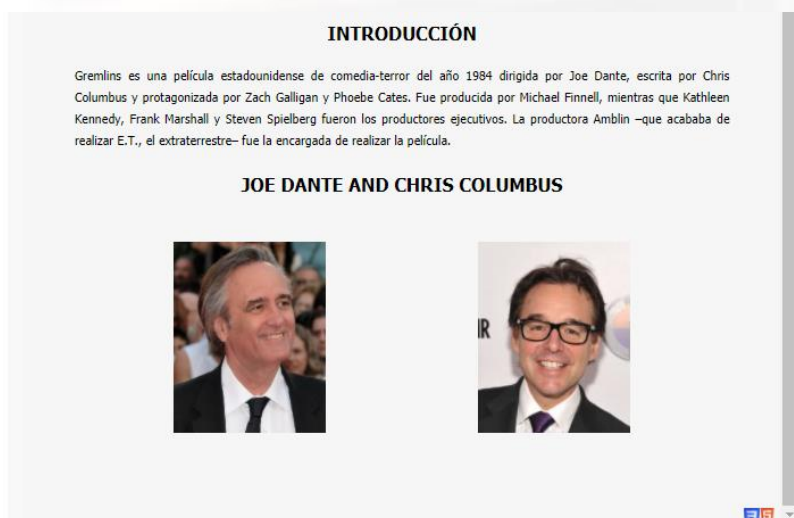 INTRODUCCIÓN
Gremlins es una película estadounidense de comedia-terror del año 1984 dirigida por Joe Dante, escrita por Chris
Columbus y protagonizada por Zach Galligan y Phoebe Cates. Fue producida por Michael Finnell, mientras que Kathleen
Kennedy, Frank Marshall y Steven Spielberg fueron los productores ejecutivos. La productora Amblin –que acababa de
realizar E.T., el extraterrestre– fue la encargada de realizar la película.
JOE DANTE AND CHRIS COLUMBUS